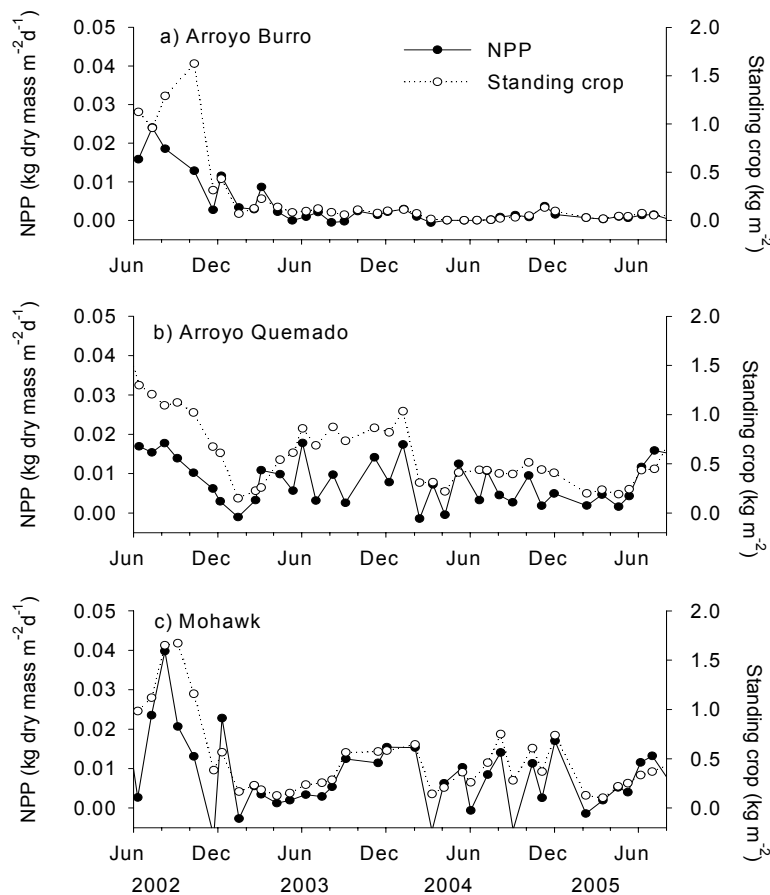 a) Arroyo Burro
NPP
Standing crop
NPP (kg dry mass m⁻²d⁻¹)
0.05
0.04
0.03
0.02
0.01
0.00
2.0
1.5
1.0
0.5
0.0
Standing crop (kg m⁻²)
Jun Dec Jun Dec Jun Dec Jun
b) Arroyo Quemado
NPP (kg dry mass m⁻²d⁻¹)
0.05
0.04
0.03
0.02
0.01
0.00
2.0
1.5
1.0
0.5
0.0
Standing crop (kg m⁻²)
Jun Dec Jun Dec Jun Dec Jun
c) Mohawk
NPP (kg dry mass m⁻²d⁻¹)
0.05
0.04
0.03
0.02
0.01
0.00
2.0
1.5
1.0
0.5
0.0
Standing crop (kg m⁻²)
Jun Dec Jun Dec Jun Dec Jun
2002 2003 2004 2005